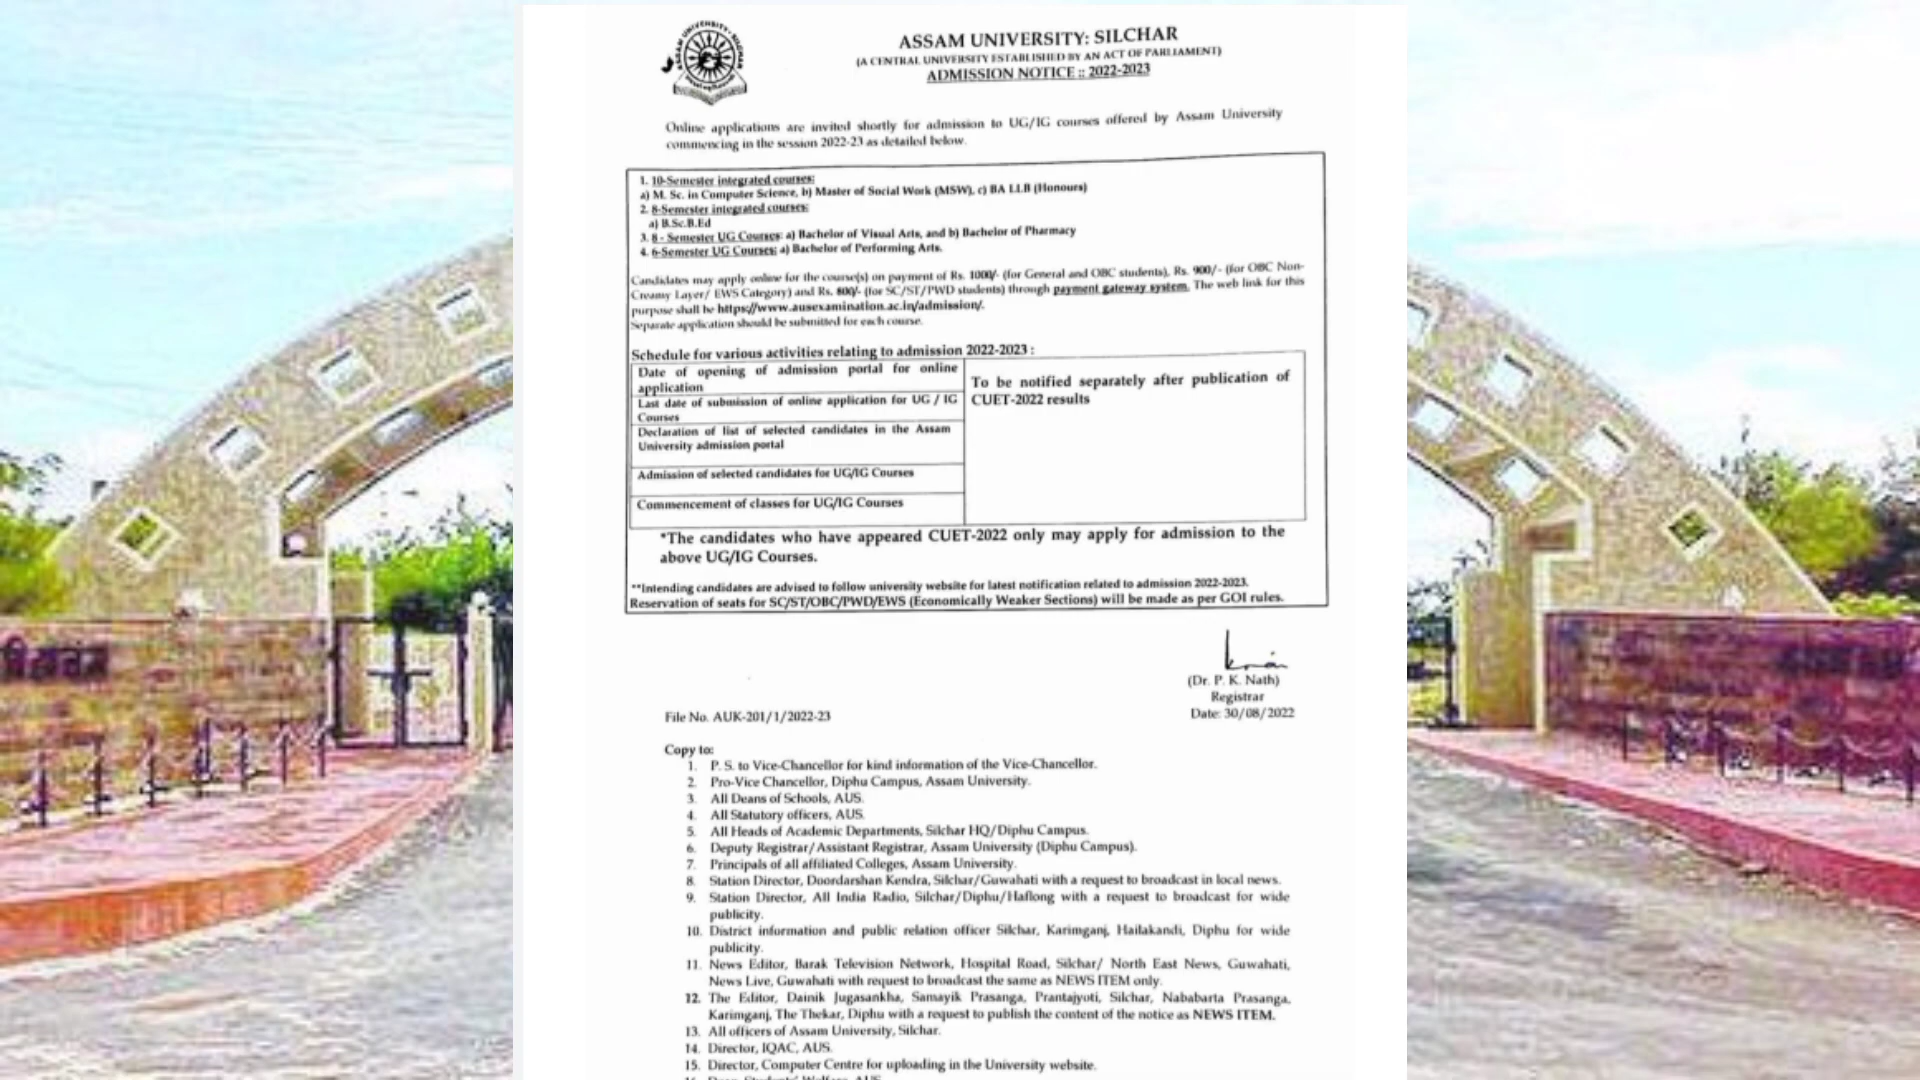 ASSAM UNIVERSITY: SILCHAR
(A CENTRAL UNIVERSITY ESTABLISHED BY AN ACT OF PARLIAMENT)
ADMISSION NOTICE :: 2022-2023
Online applications are invited shortly for admission to UG/IG courses offered by Assam University
commencing in the session 2022-23 as detailed below.
1. 10-Semester integrated courses:
a) M. Sc. in Computer Science, b) Master of Social Work (MSW), c) BA LLB (Honours)
2. 8-Semester integrated courses:
a) B.Sc.B.Ed
3. 8 - Semester UG Courses: a) Bachelor of Visual Arts, and b) Bachelor of Pharmacy
4. 6-Semester UG Courses: a) Bachelor of Performing Arts.
Candidates may apply online for the course(s) on payment of Rs. 1000/- (for General and OBC students), Rs. 900/- (for OBC Non-
Creamy Layer/ EWS Category) and Rs. 800/- (for SC/ST/PWD students) through payment gateway system. The web link for this
purpose shall be https://www.ausexamination.ac.in/admission/.
Separate application should be submitted for each course.
Schedule for various activities relating to admission 2022-2023 :
Date of opening of admission portal for online
application
To be notified separately after publication of
CUET-2022 results
Last date of submission of online application for UG / IG
Courses
Declaration of list of selected candidates in the Assam
University admission portal
Admission of selected candidates for UG/IG Courses
Commencement of classes for UG/IG Courses
*The candidates who have appeared CUET-2022 only may apply for admission to the
above UG/IG Courses.
**Intending candidates are advised to follow university website for latest notification related to admission 2022-2023.
Reservation of seats for SC/ST/OBC/PWD/EWS (Economically Weaker Sections) will be made as per GOI rules.
(Dr. P. K. Nath)
Registrar
File No. AUK-201/1/2022-23
Date: 30/08/2022
Copy to:
1. P. S. to Vice-Chancellor for kind information of the Vice-Chancellor.
2. Pro-Vice Chancellor, Diphu Campus, Assam University.
3. All Deans of Schools, AUS.
4. All Statutory officers, AUS.
5. All Heads of Academic Departments, Silchar HQ/Diphu Campus.
6. Deputy Registrar/Assistant Registrar, Assam University (Diphu Campus).
7. Principals of all affiliated Colleges, Assam University.
8. Station Director, Doordarshan Kendra, Silchar/Guwahati with a request to broadcast in local news.
9. Station Director, All India Radio, Silchar/Diphu/Haflong with a request to broadcast for wide
publicity.
10. District information and public relation officer Silchar, Karimganj, Hailakandi, Diphu for wide
publicity.
11. News Editor, Barak Television Network, Hospital Road, Silchar/ North East News, Guwahati,
News Live, Guwahati with request to broadcast the same as NEWS ITEM only.
12. The Editor, Dainik Jugasankha, Samayik Prasanga, Prantajyoti, Silchar, Nababarta Prasanga,
Karimganj, The Thekar, Diphu with a request to publish the content of the notice as NEWS ITEM.
13. All officers of Assam University, Silchar.
14. Director, IQAC, AUS.
15. Director, Computer Centre for uploading in the University website.